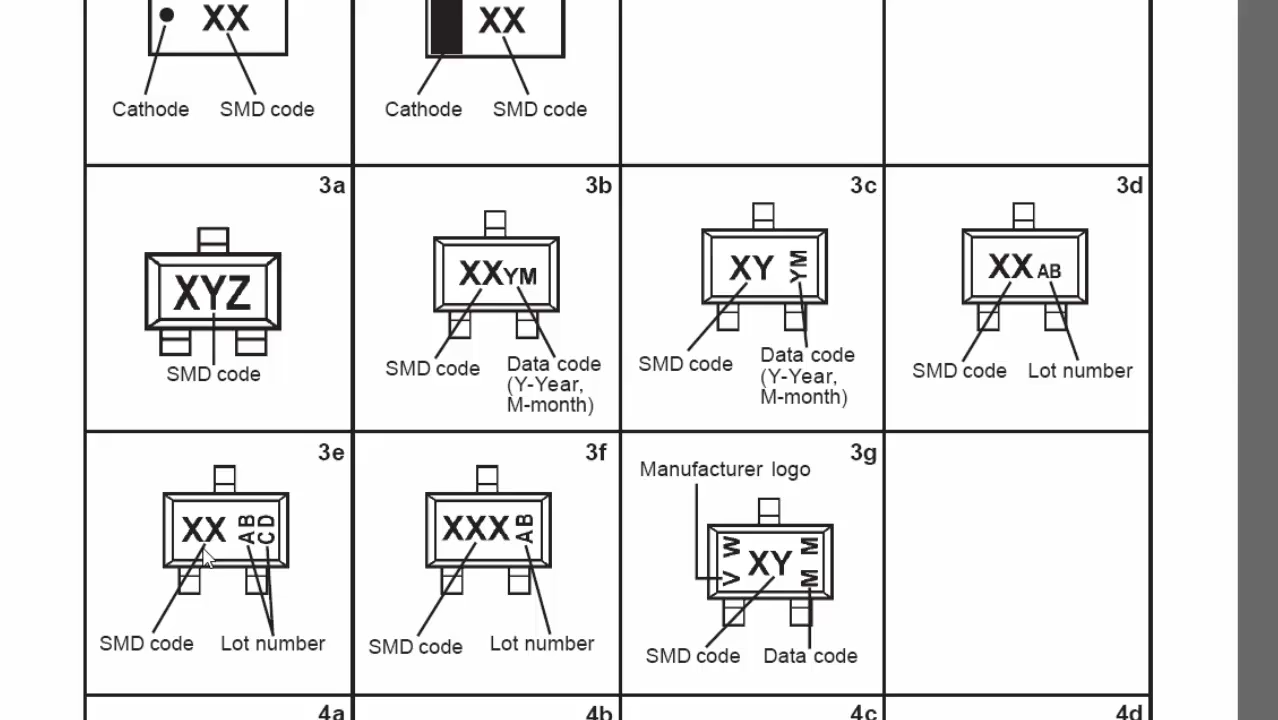 XX
XX
Cathode
SMD code
Cathode
SMD code
3a
3b
3c
3d
XYZ
XXYM
XY YM
XX AB
SMD code
SMD code
Data code
(Y-Year,
M-month)
SMD code
Data code
(Y-Year,
M-month)
SMD code
Lot number
3e
3f
3g
Manufacturer logo
XX AB CD
XXX AB
V W XY M M
SMD code
Lot number
SMD code
Lot number
SMD code
Data code
4a
4b
4c
4d